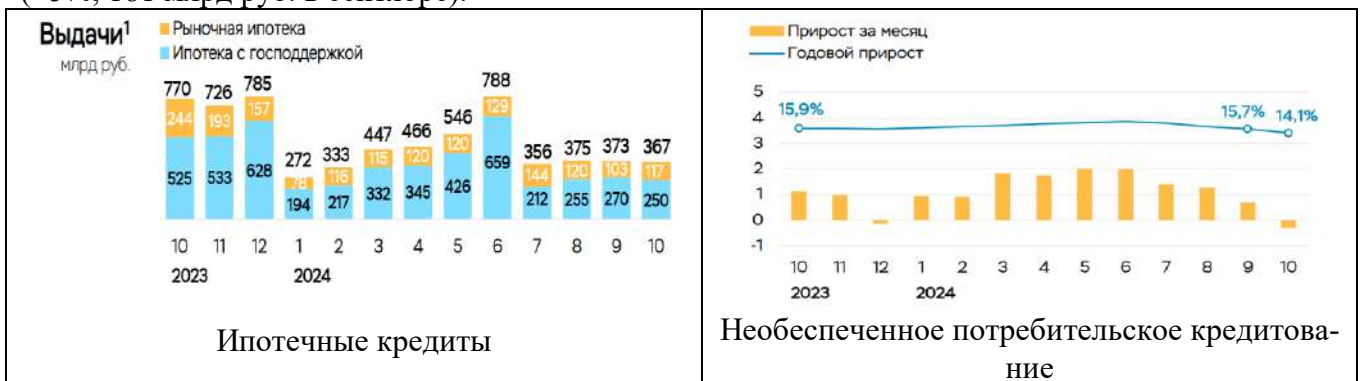 Выдачи¹
млрд руб.
Рыночная ипотека
Ипотека с господдержкой
770 726 785 272 333 447 466 546 788 356 375 373 367
244 193 157 78 116 115 120 120 129 144 120 103 117
525 533 628 194 217 332 345 426 659 212 255 270 250
10 11 12 1 2 3 4 5 6 7 8 9 10
2023 2024
Ипотечные кредиты
Прирост за месяц
Годовой прирост
5
4
3
2
1
0
-1
15,9% 15,7% 14,1%
10 11 12 1 2 3 4 5 6 7 8 9 10
2023 2024
Необеспеченное потребительское кредитова-
ние